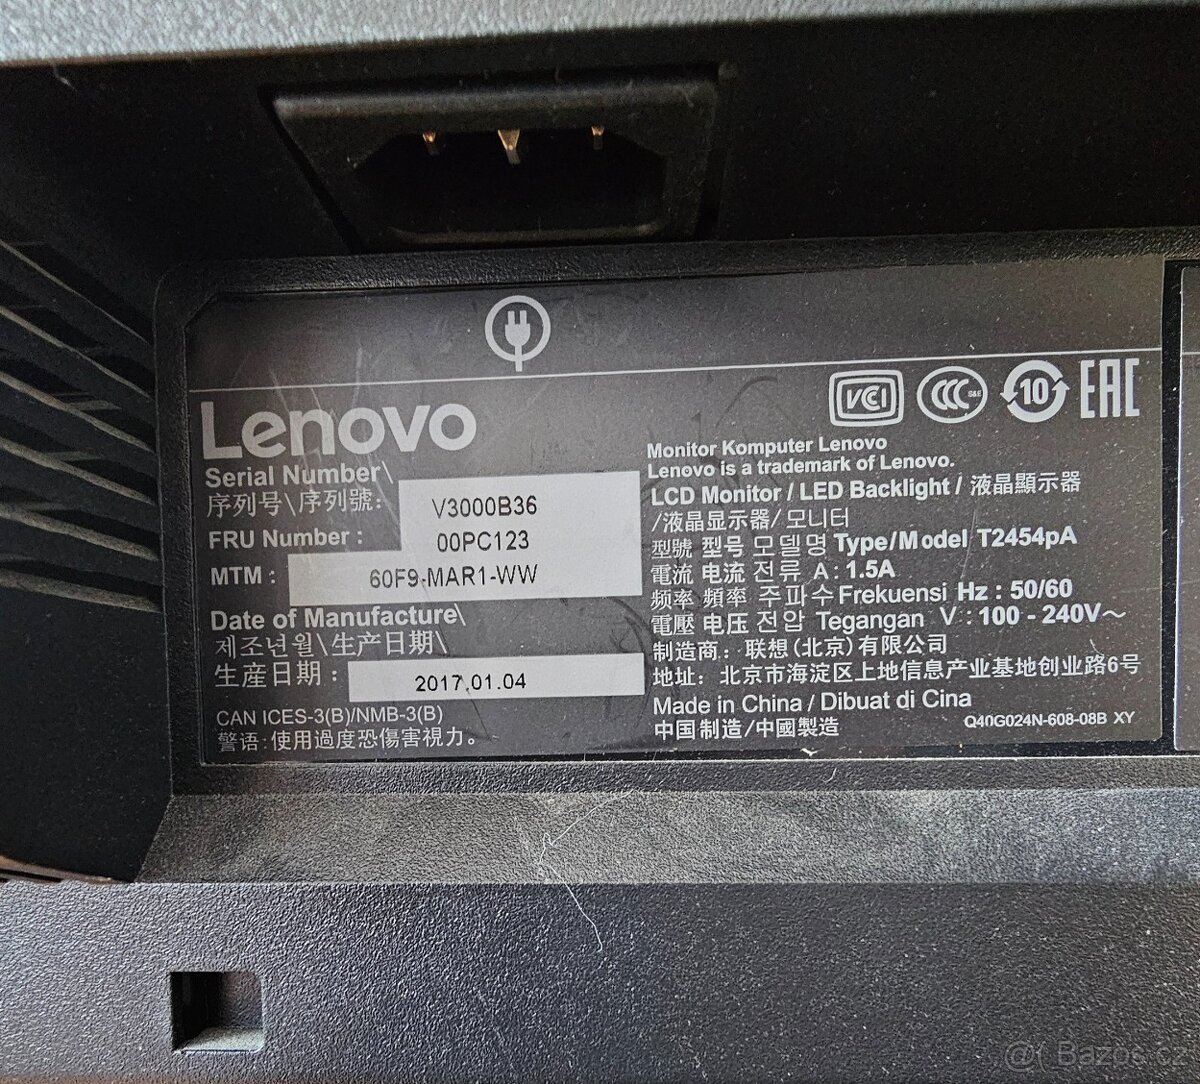 VCI
CCC S&E
10
EAC
Lenovo
Serial Number\
序列号\序列號:
V3000B36
FRU Number :
00PC123
MTM :
60F9-MAR1-WW
Date of Manufacture\
제조년월\生产日期\
生産日期 :
2017.01.04
CAN ICES-3(B)/NMB-3(B)
警语:使用過度恐傷害視力。
Monitor Komputer Lenovo
Lenovo is a trademark of Lenovo.
LCD Monitor / LED Backlight / 液晶顯示器
/液晶显示器/モニター
型號 型号 모델명 Type/Model T2454pA
電流 电流 전류 A: 1.5A
频率 頻率 주파수 Frekuensi Hz : 50/60
電壓 电压 전압 Tegangan V : 100 - 240V～
制造商: 联想(北京)有限公司
地址: 北京市海淀区上地信息产业基地创业路6号
Made in China / Dibuat di Cina
中国制造/中國製造
Q40G024N-608-08B XY
Bazos.cz